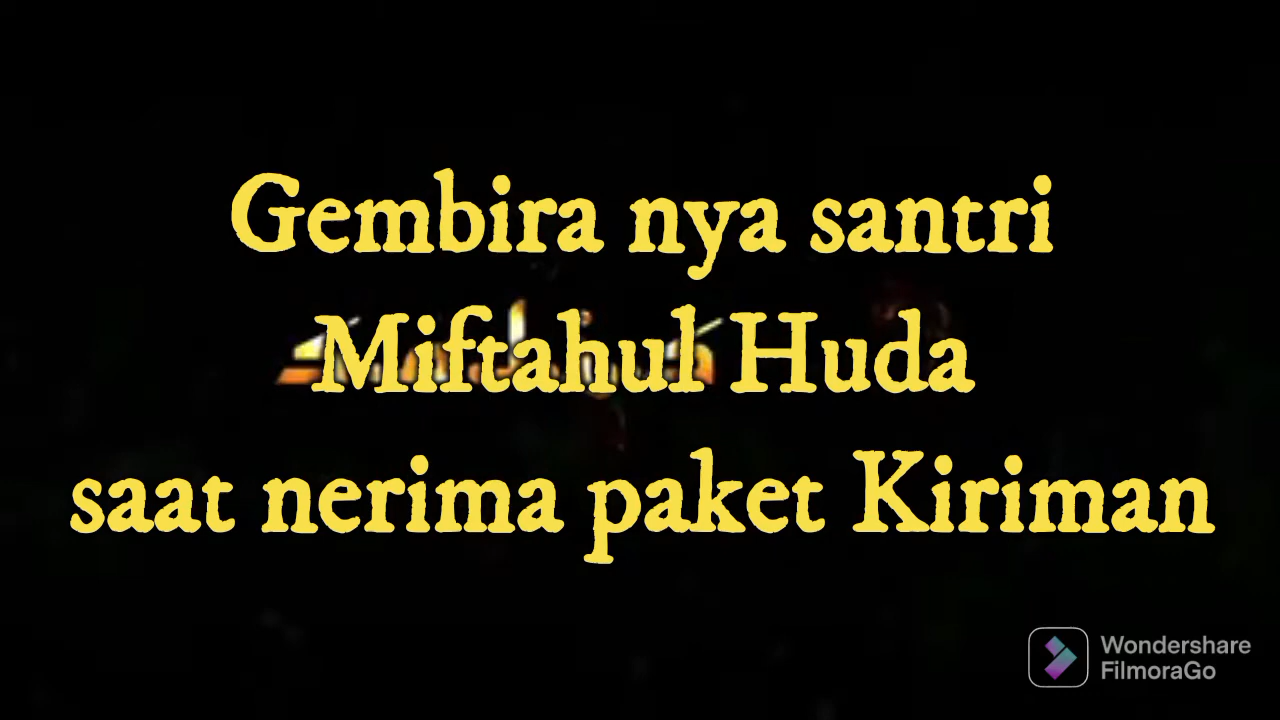 Gembira nya santri
Miftahul Huda
saat nerima paket Kiriman
Wondershare
FilmoraGo